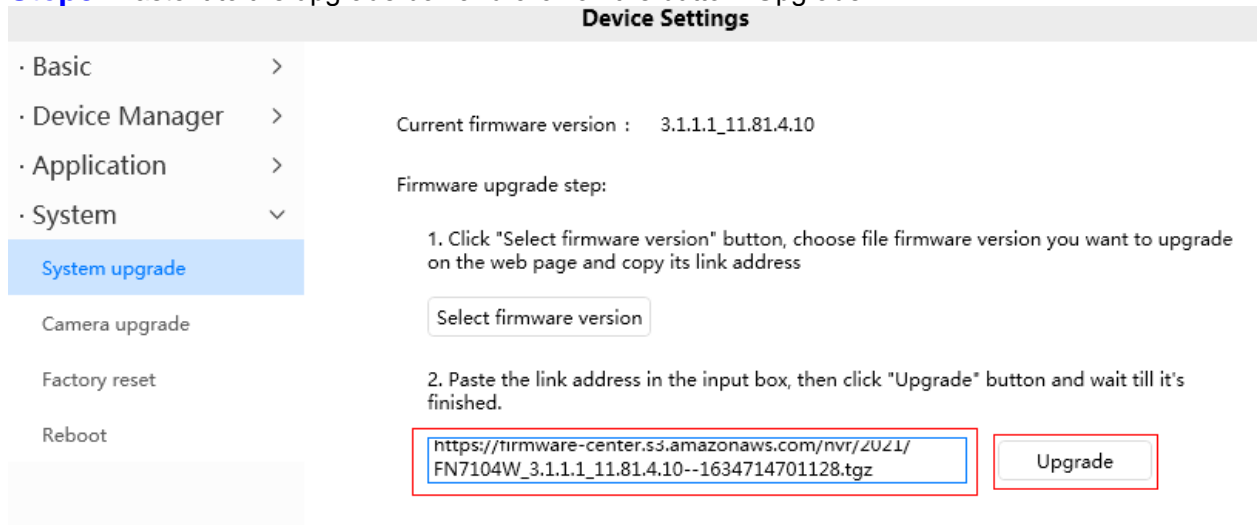 Device Settings
· Basic >
· Device Manager >
· Application >
· System
System upgrade
Camera upgrade
Factory reset
Reboot
Current firmware version : 3.1.1.1_11.81.4.10
Firmware upgrade step:
1. Click "Select firmware version" button, choose file firmware version you want to upgrade
on the web page and copy its link address
Select firmware version
2. Paste the link address in the input box, then click "Upgrade" button and wait till it's
finished.
https://firmware-center.s3.amazonaws.com/nvr/2021/
FN7104W_3.1.1.1_11.81.4.10--1634714701128.tgz
Upgrade